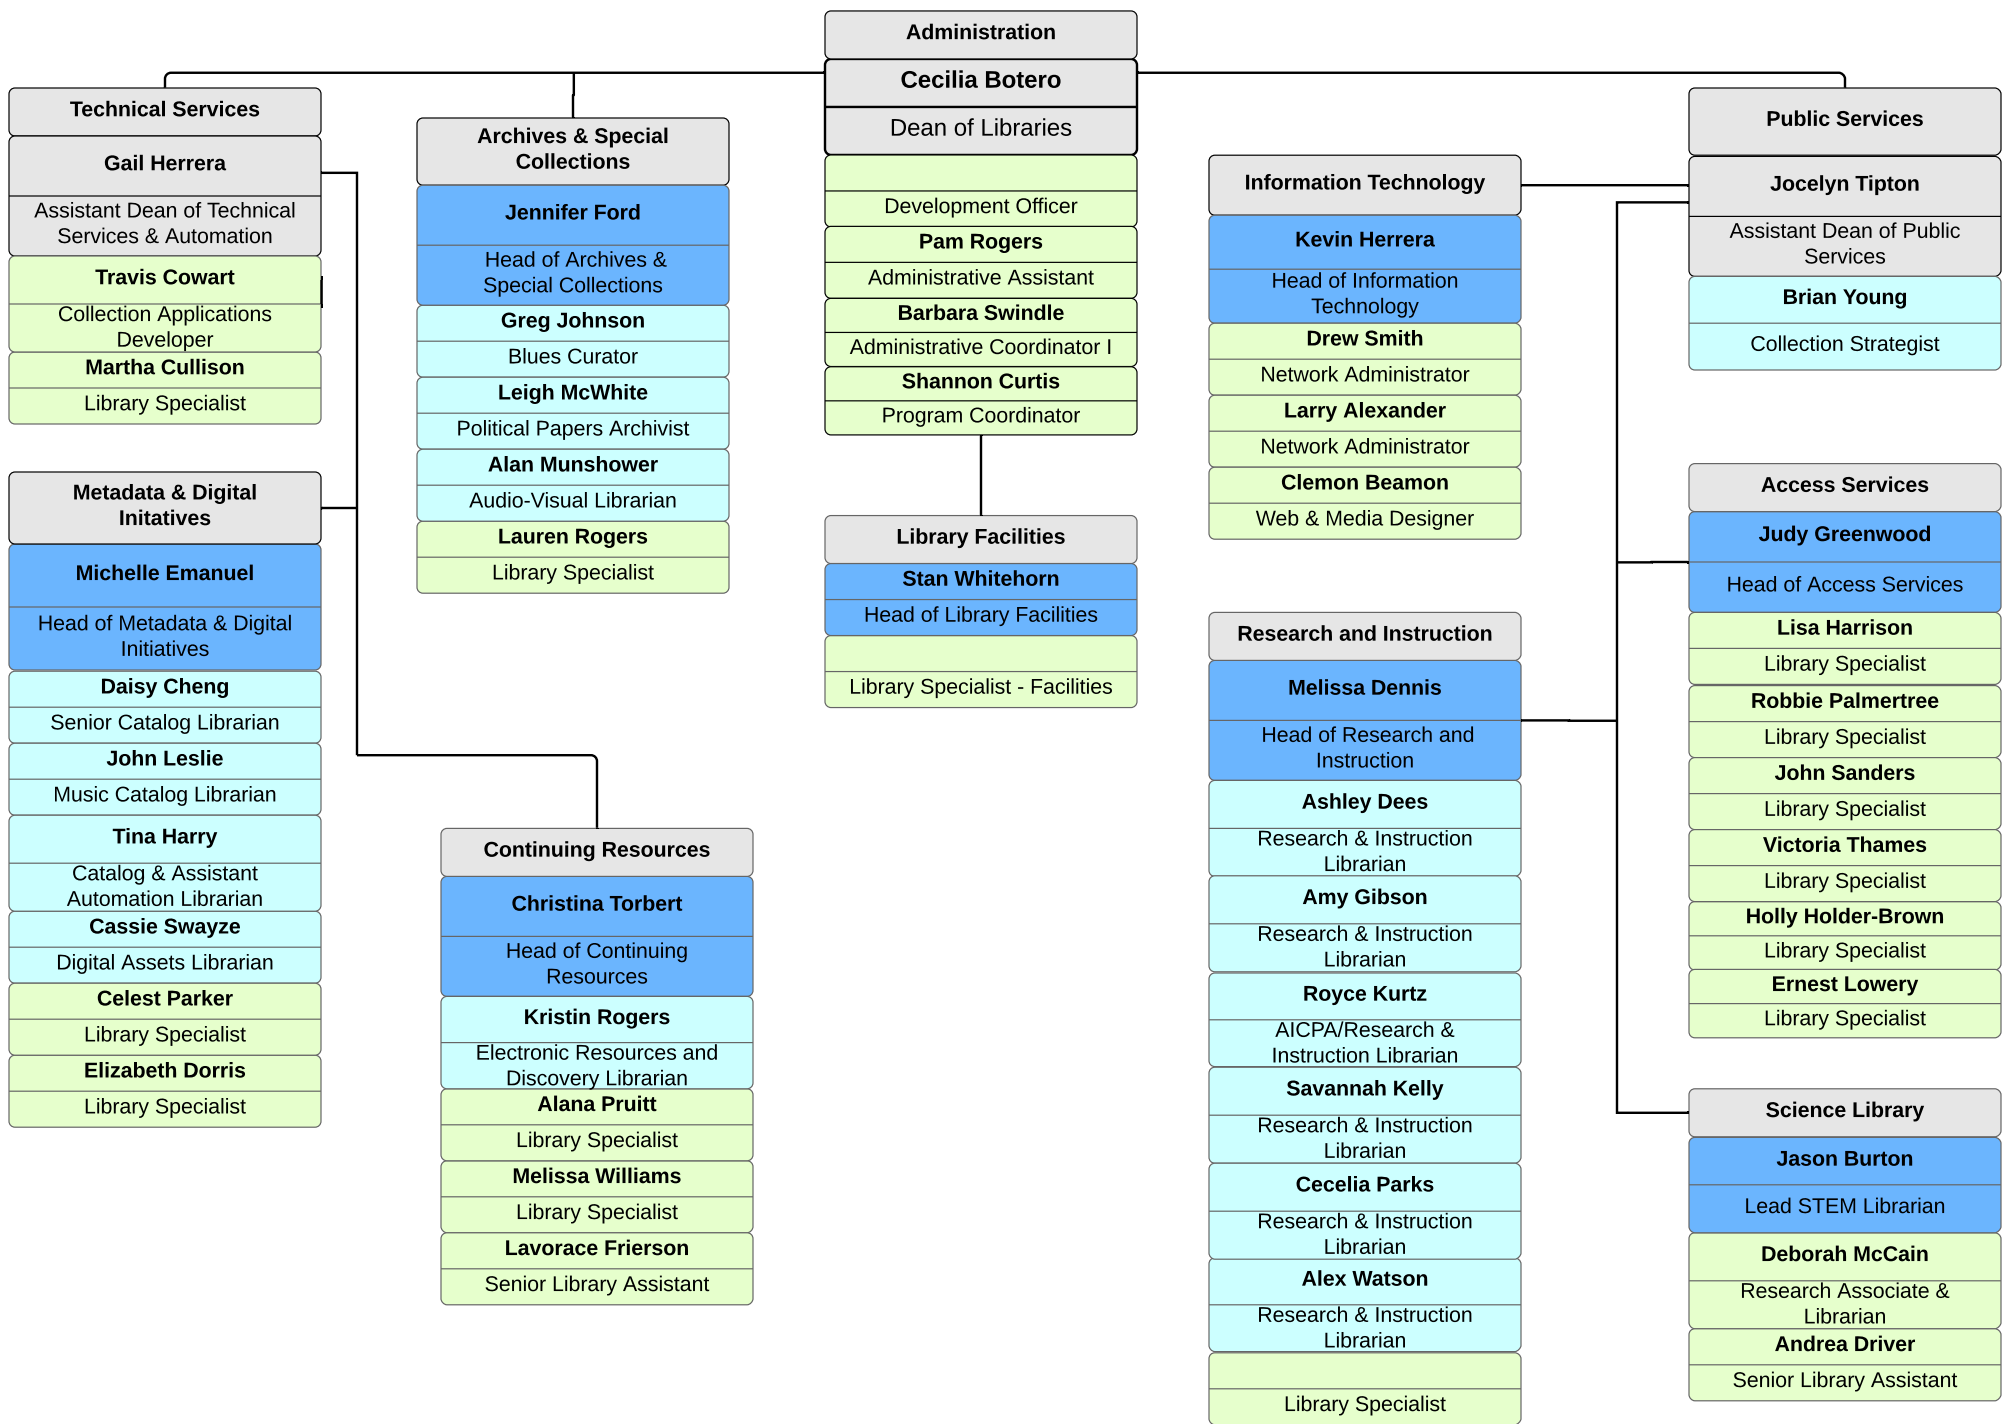 Administration
Cecilia Botero
Dean of Libraries
Development Officer
Pam Rogers
Administrative Assistant
Barbara Swindle
Administrative Coordinator I
Shannon Curtis
Program Coordinator
Library Facilities
Stan Whitehorn
Head of Library Facilities
Library Specialist - Facilities
Technical Services
Gail Herrera
Assistant Dean of Technical
Services & Automation
Travis Cowart
Collection Applications
Developer
Martha Cullison
Library Specialist
Metadata & Digital
Initatives
Michelle Emanuel
Head of Metadata & Digital
Initiatives
Daisy Cheng
Senior Catalog Librarian
John Leslie
Music Catalog Librarian
Tina Harry
Catalog & Assistant
Automation Librarian
Cassie Swayze
Digital Assets Librarian
Celest Parker
Library Specialist
Elizabeth Dorris
Library Specialist
Archives & Special
Collections
Jennifer Ford
Head of Archives &
Special Collections
Greg Johnson
Blues Curator
Leigh McWhite
Political Papers Archivist
Alan Munshower
Audio-Visual Librarian
Lauren Rogers
Library Specialist
Continuing Resources
Christina Torbert
Head of Continuing
Resources
Kristin Rogers
Electronic Resources and
Discovery Librarian
Alana Pruitt
Library Specialist
Melissa Williams
Library Specialist
Lavorace Frierson
Senior Library Assistant
Information Technology
Kevin Herrera
Head of Information
Technology
Drew Smith
Network Administrator
Larry Alexander
Network Administrator
Clemon Beamon
Web & Media Designer
Research and Instruction
Melissa Dennis
Head of Research and
Instruction
Ashley Dees
Research & Instruction
Librarian
Amy Gibson
Research & Instruction
Librarian
Royce Kurtz
AICPA/Research &
Instruction Librarian
Savannah Kelly
Research & Instruction
Librarian
Cecelia Parks
Research & Instruction
Librarian
Alex Watson
Research & Instruction
Librarian
Library Specialist
Public Services
Jocelyn Tipton
Assistant Dean of Public
Services
Brian Young
Collection Strategist
Access Services
Judy Greenwood
Head of Access Services
Lisa Harrison
Library Specialist
Robbie Palmertree
Library Specialist
John Sanders
Library Specialist
Victoria Thames
Library Specialist
Holly Holder-Brown
Library Specialist
Ernest Lowery
Library Specialist
Science Library
Jason Burton
Lead STEM Librarian
Deborah McCain
Research Associate &
Librarian
Andrea Driver
Senior Library Assistant